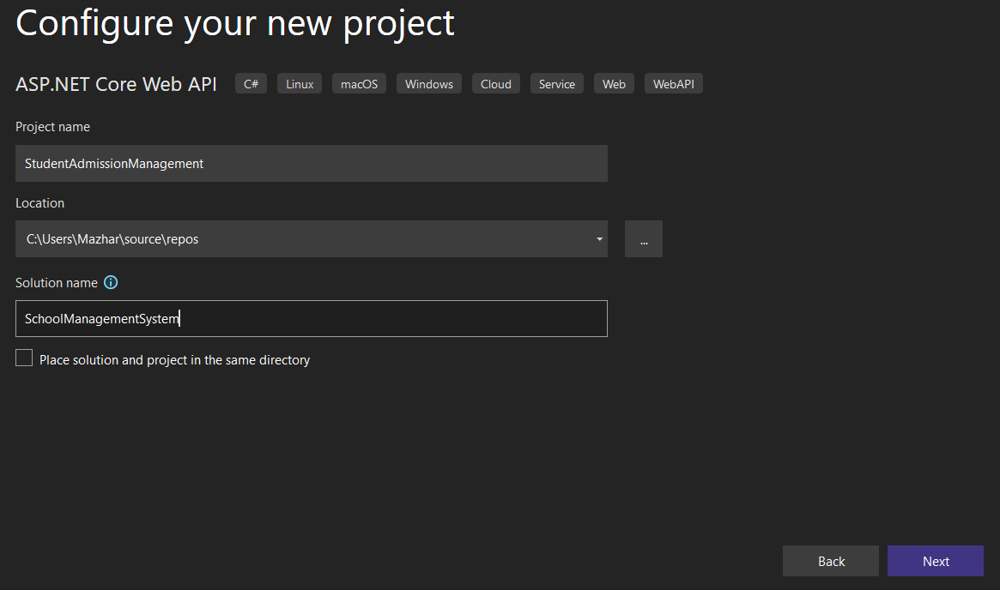 Configure your new project
ASP.NET Core Web API C# Linux macOS Windows Cloud Service Web WebAPI
Project name
StudentAdmissionManagement
Location
C:\Users\Mazhar\source\repos
...
Solution name
SchoolManagementSystem
Place solution and project in the same directory
Back Next